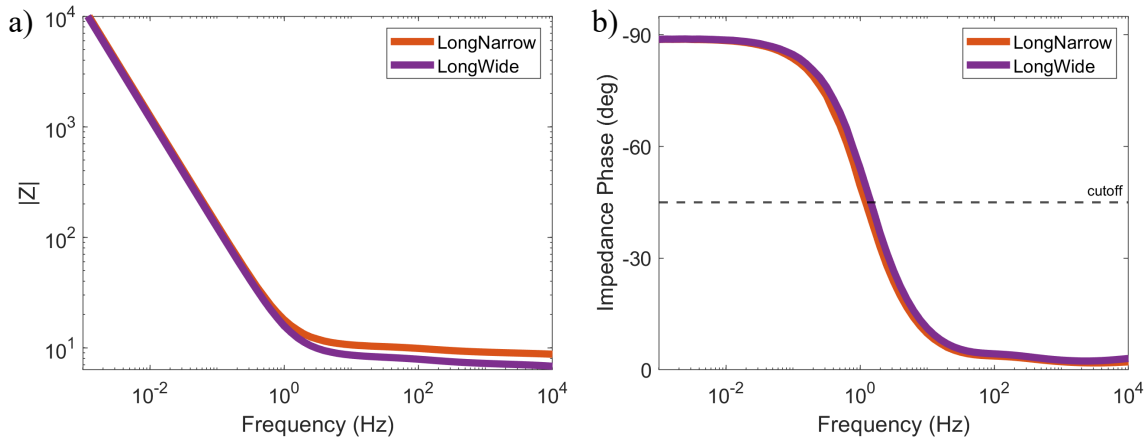 a)
10^4
10^3
10^2
10^1
|Z|
10^-2
10^0
10^2
10^4
Frequency (Hz)
LongNarrow
LongWide
b)
-90
-60
-30
0
Impedance Phase (deg)
10^-2
10^0
10^2
10^4
Frequency (Hz)
LongNarrow
LongWide
cutoff